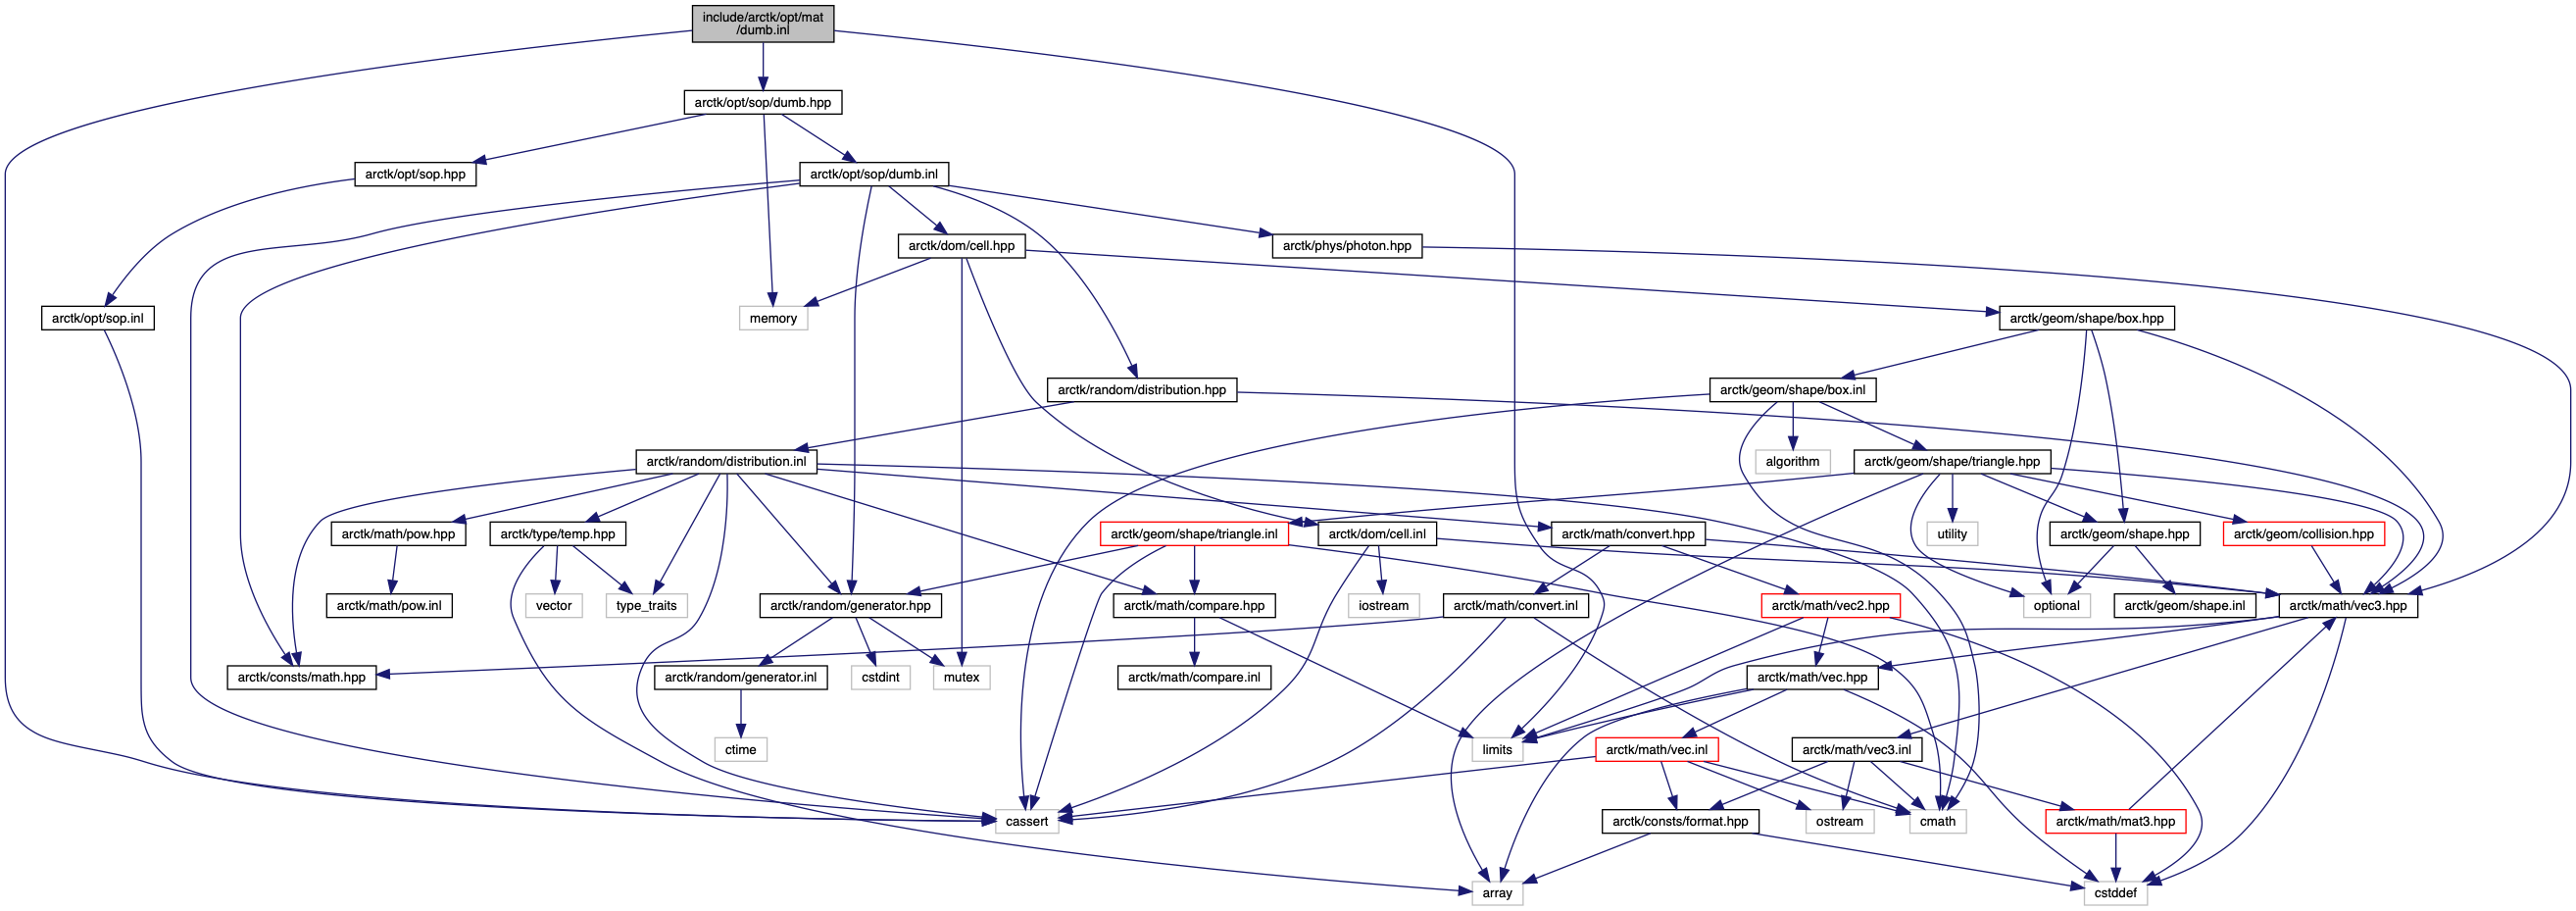 include/arctk/opt/mat
/dumb.inl
arctk/opt/sop/dumb.hpp
arctk/opt/sop.hpp
arctk/opt/sop/dumb.inl
arctk/dom/cell.hpp
arctk/phys/photon.hpp
arctk/opt/sop.inl
memory
arctk/geom/shape/box.hpp
arctk/random/distribution.hpp
arctk/geom/shape/box.inl
arctk/random/distribution.inl
algorithm
arctk/geom/shape/triangle.hpp
arctk/math/pow.hpp
arctk/type/temp.hpp
arctk/geom/shape/triangle.inl
arctk/dom/cell.inl
arctk/math/convert.hpp
utility
arctk/geom/shape.hpp
arctk/geom/collision.hpp
arctk/math/pow.inl
vector
type_traits
arctk/random/generator.hpp
arctk/math/compare.hpp
iostream
arctk/math/convert.inl
arctk/math/vec2.hpp
optional
arctk/geom/shape.inl
arctk/math/vec3.hpp
arctk/consts/math.hpp
arctk/random/generator.inl
cstdint
mutex
arctk/math/compare.inl
arctk/math/vec.hpp
ctime
limits
arctk/math/vec.inl
arctk/math/vec3.inl
cassert
arctk/consts/format.hpp
ostream
cmath
arctk/math/mat3.hpp
array
cstddef